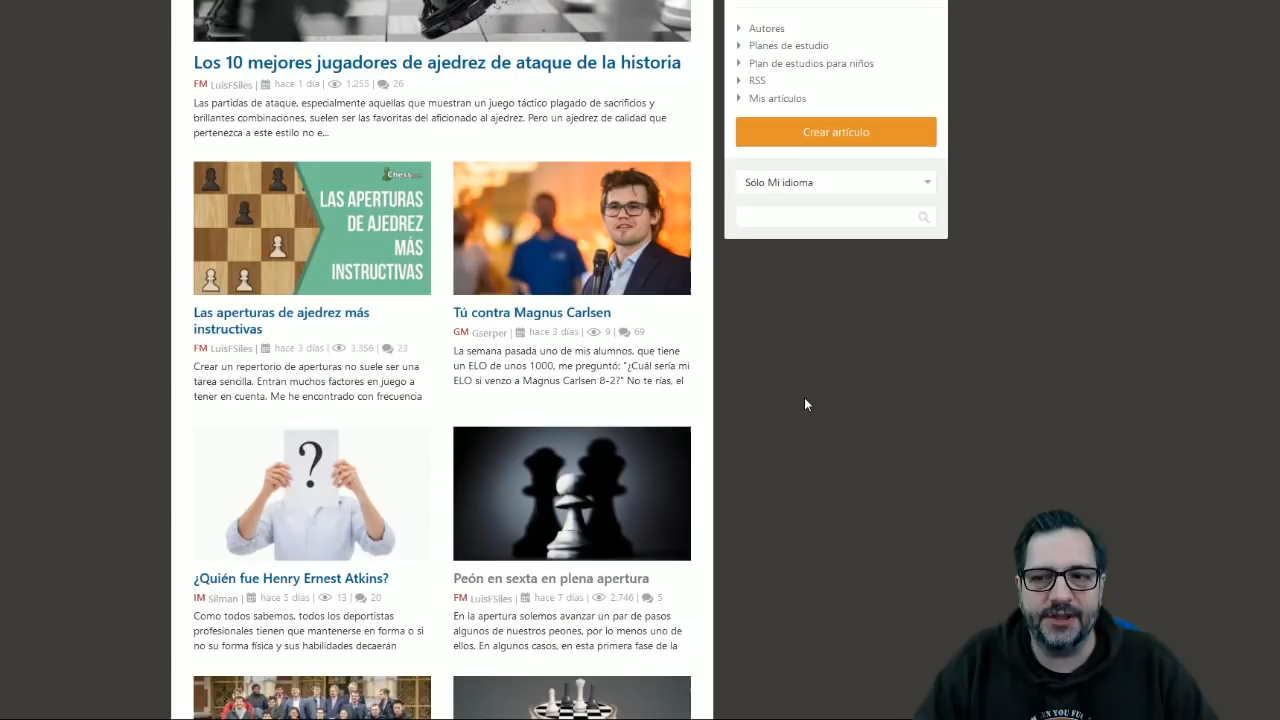 Los 10 mejores jugadores de ajedrez de ataque de la historia
FM LuisFSiles | hace 1 día | 1.255 | 26
Las partidas de ataque, especialmente aquellas que muestran un juego táctico plagado de sacrificios y
brillantes combinaciones, suelen ser las favoritas del aficionado al ajedrez. Pero un ajedrez de calidad que
pertenezca a este estilo no e...
Chess.com
LAS APERTURAS
DE AJEDREZ
MÁS
INSTRUCTIVAS
Las aperturas de ajedrez más
instructivas
FM LuisFSiles | hace 3 días | 3.356 | 23
Crear un repertorio de aperturas no suele ser una
tarea sencilla. Entran muchos factores en juego a
tener en cuenta. Me he encontrado con frecuencia
Tú contra Magnus Carlsen
GM Gserper | hace 3 días | 9 | 69
La semana pasada uno de mis alumnos, que tiene
un ELO de unos 1000, me preguntó: "¿Cuál sería mi
ELO si venzo a Magnus Carlsen 8-2?" No te rías, el
?
¿Quién fue Henry Ernest Atkins?
IM Silman | hace 5 días | 13 | 20
Como todos sabemos, todos los deportistas
profesionales tienen que mantenerse en forma o si
no su forma física y sus habilidades decaerán
Peón en sexta en plena apertura
FM LuisFSiles | hace 7 días | 2.746 | 5
En la apertura solemos avanzar un par de pasos
algunos de nuestros peones, por lo menos uno de
ellos. En algunos casos, en esta primera fase de la
Autores
Planes de estudio
Plan de estudios para niños
RSS
Mis artículos
Crear artículo
Sólo Mi idioma